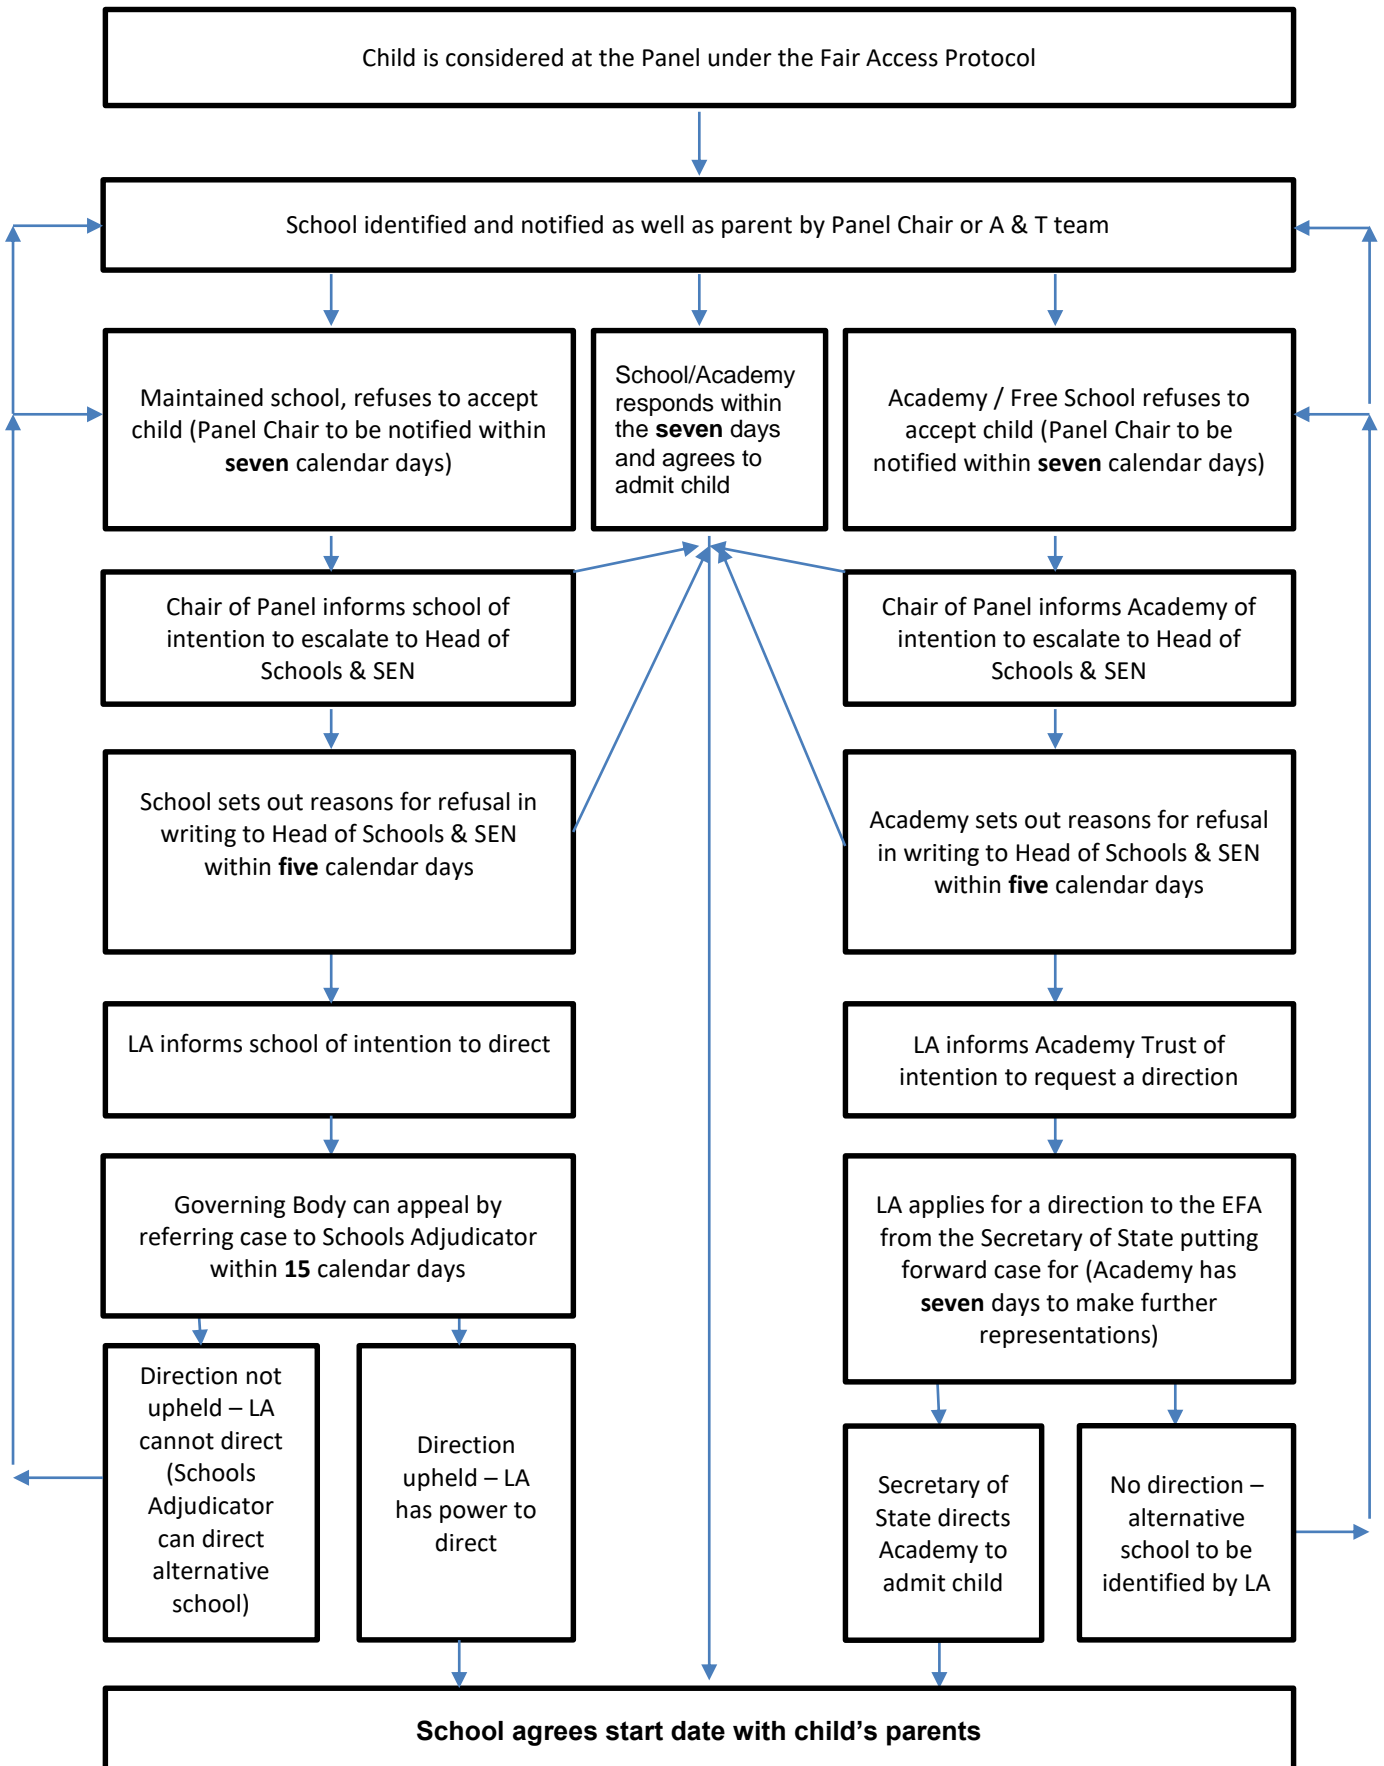 Child is considered at the Panel under the Fair Access Protocol
School identified and notified as well as parent by Panel Chair or A & T team
Maintained school, refuses to accept
child (Panel Chair to be notified within
seven calendar days)
School/Academy
responds within
the seven days
and agrees to
admit child
Academy / Free School refuses to
accept child (Panel Chair to be
notified within seven calendar days)
Chair of Panel informs school of
intention to escalate to Head of
Schools & SEN
Chair of Panel informs Academy of
intention to escalate to Head of
Schools & SEN
School sets out reasons for refusal in
writing to Head of Schools & SEN
within five calendar days
Academy sets out reasons for refusal
in writing to Head of Schools & SEN
within five calendar days
LA informs school of intention to direct
LA informs Academy Trust of
intention to request a direction
Governing Body can appeal by
referring case to Schools Adjudicator
within 15 calendar days
LA applies for a direction to the EFA
from the Secretary of State putting
forward case for (Academy has
seven days to make further
representations)
Direction not
upheld – LA
cannot direct
(Schools
Adjudicator
can direct
alternative
school)
Direction
upheld – LA
has power to
direct
Secretary of
State directs
Academy to
admit child
No direction –
alternative
school to be
identified by LA
School agrees start date with child's parents